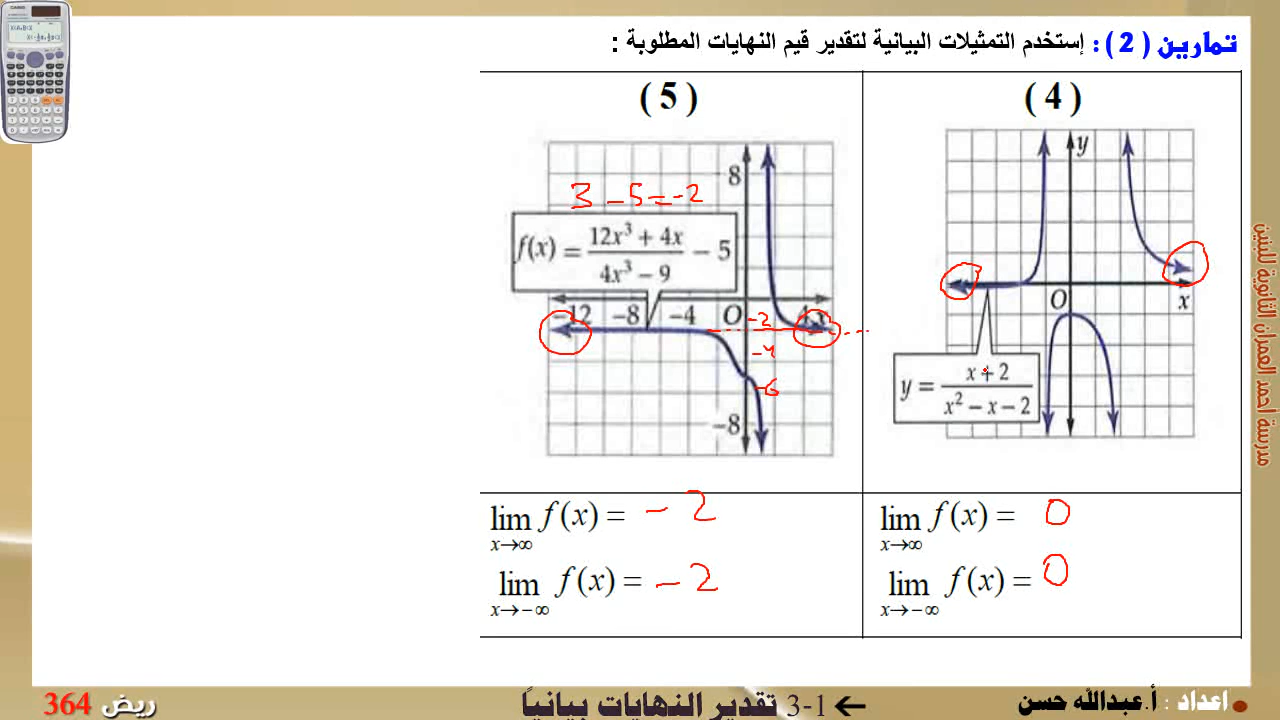 تمارين ( 2 ) : إستخدم التمثيلات البيانية لتقدير قيم النهايات المطلوبة :
( 4 )
y
O
x
y = (x + 2)/(x² − x − 2)
lim x→∞ f(x) = 0
lim x→−∞ f(x) = 0
( 5 )
8
3 − 5 = −2
f(x) = (12x³ + 4x)/(4x³ − 9) − 5
−12 −8 −4 O 4x
−2
−4
−6
−8
lim x→∞ f(x) = − 2
lim x→−∞ f(x) = − 2
مدرسة أحمد العمران الثانوية للبنين
اعداد : أ.عبدالله حسن
3-1 تقدير النهايات بيانياً
ريض 364